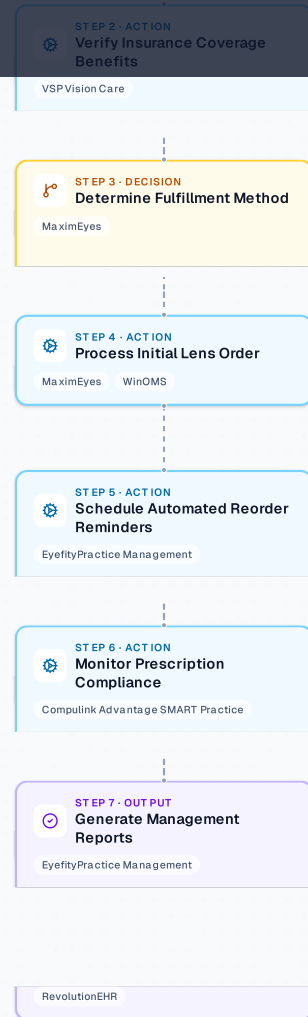 STEP 2 · ACTION
Verify Insurance Coverage
Benefits
VSP Vision Care
STEP 3 · DECISION
Determine Fulfillment Method
MaximEyes
STEP 4 · ACTION
Process Initial Lens Order
MaximEyes WinOMS
STEP 5 · ACTION
Schedule Automated Reorder
Reminders
EyefityPractice Management
STEP 6 · ACTION
Monitor Prescription
Compliance
Compulink Advantage SMART Practice
STEP 7 · OUTPUT
Generate Management
Reports
EyefityPractice Management
RevolutionEHR